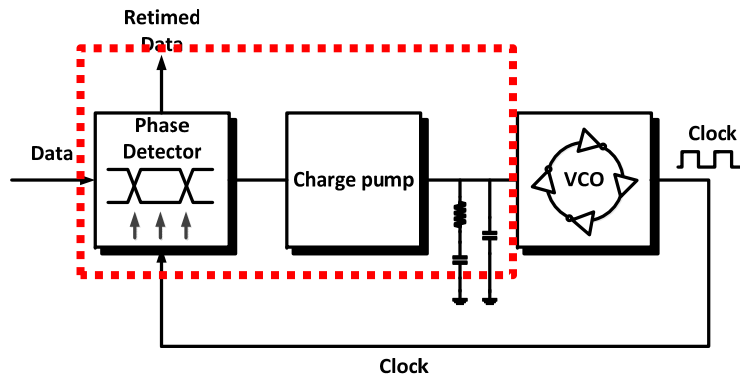 Retimed
Data
Phase
Detector
Data
Charge pump
VCO
Clock
Clock